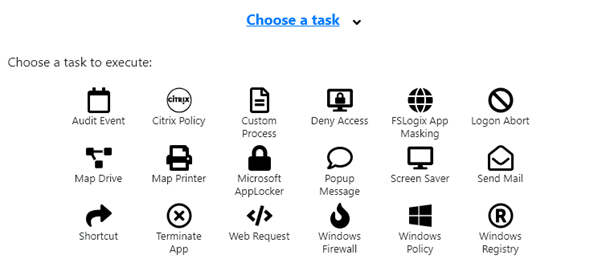 Choose a task
Choose a task to execute:
CİTRIX
Audit Event
Citrix Policy
Custom
Process
Deny Access
FSLogix App
Masking
Logon Abort
Map Drive
Map Printer
Microsoft
AppLocker
Popup
Message
Screen Saver
Send Mail
R
Shortcut
Terminate
App
Web Request
Windows
Firewall
Windows
Policy
Windows
Registry